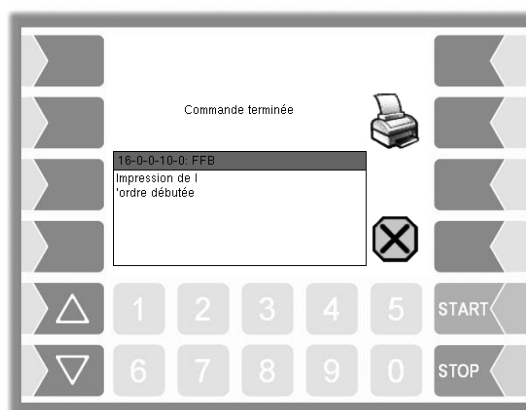 Commande terminée
16-0-0-10-0: FFB
Impression de l
'ordre débutée
1 2 3 4 5 START
6 7 8 9 0 STOP